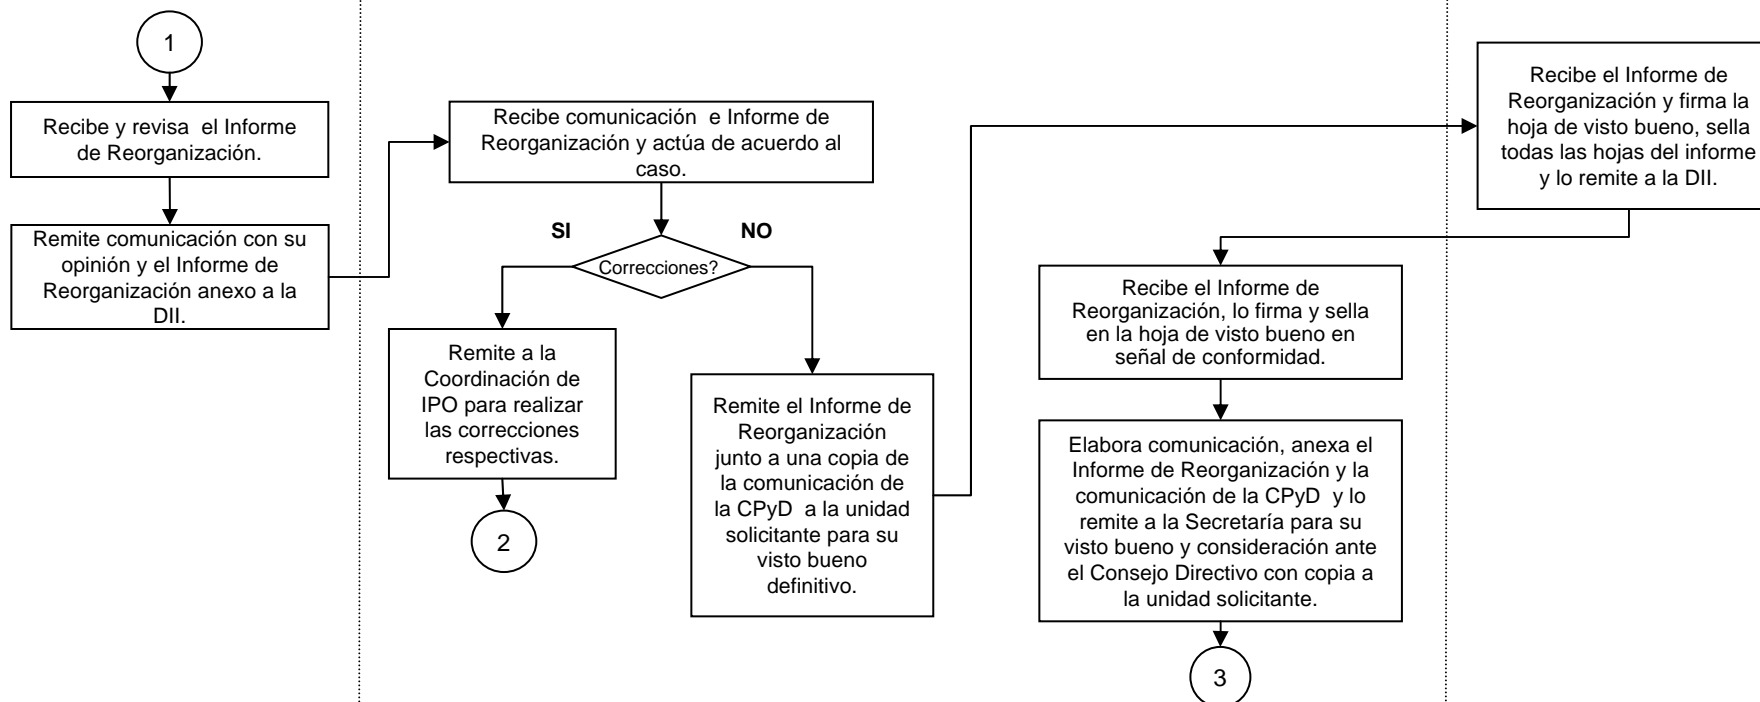 1
Recibe y revisa el Informe
de Reorganización.
Remite comunicación con su
opinión y el Informe de
Reorganización anexo a la
DII.
Recibe comunicación e Informe de
Reorganización y actúa de acuerdo al
caso.
SI
NO
Correcciones?
Remite a la
Coordinación de
IPO para realizar
las correcciones
respectivas.
2
Remite el Informe de
Reorganización
junto a una copia de
la comunicación de
la CPyD a la unidad
solicitante para su
visto bueno
definitivo.
Recibe el Informe de
Reorganización y firma la
hoja de visto bueno, sella
todas las hojas del informe
y lo remite a la DII.
Recibe el Informe de
Reorganización, lo firma y sella
en la hoja de visto bueno en
señal de conformidad.
Elabora comunicación, anexa el
Informe de Reorganización y la
comunicación de la CPyD y lo
remite a la Secretaría para su
visto bueno y consideración ante
el Consejo Directivo con copia a
la unidad solicitante.
3